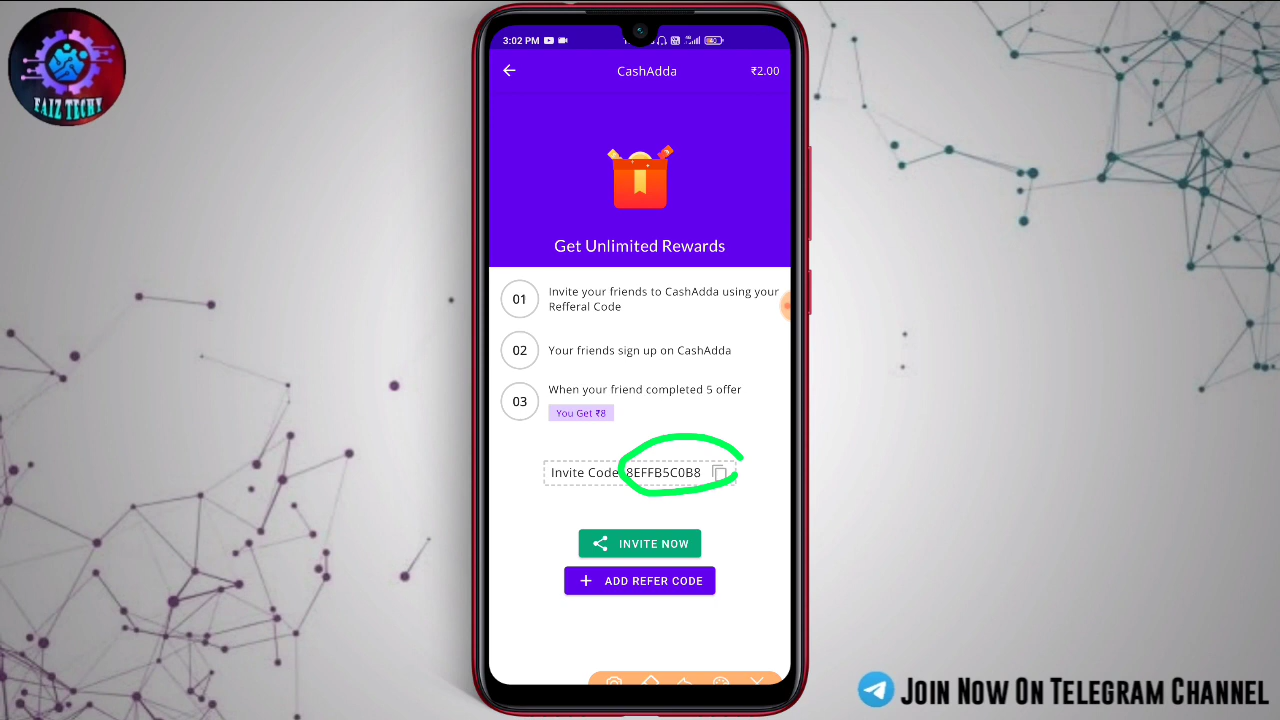 FAIZ TECHY
3:02 PM
CashAdda
₹2.00
Get Unlimited Rewards
01
Invite your friends to CashAdda using your
Refferal Code
02
Your friends sign up on CashAdda
03
When your friend completed 5 offer
You Get ₹8
Invite Code 8EFFB5C0B8
INVITE NOW
ADD REFER CODE
JOIN NOW ON TELEGRAM CHANNEL